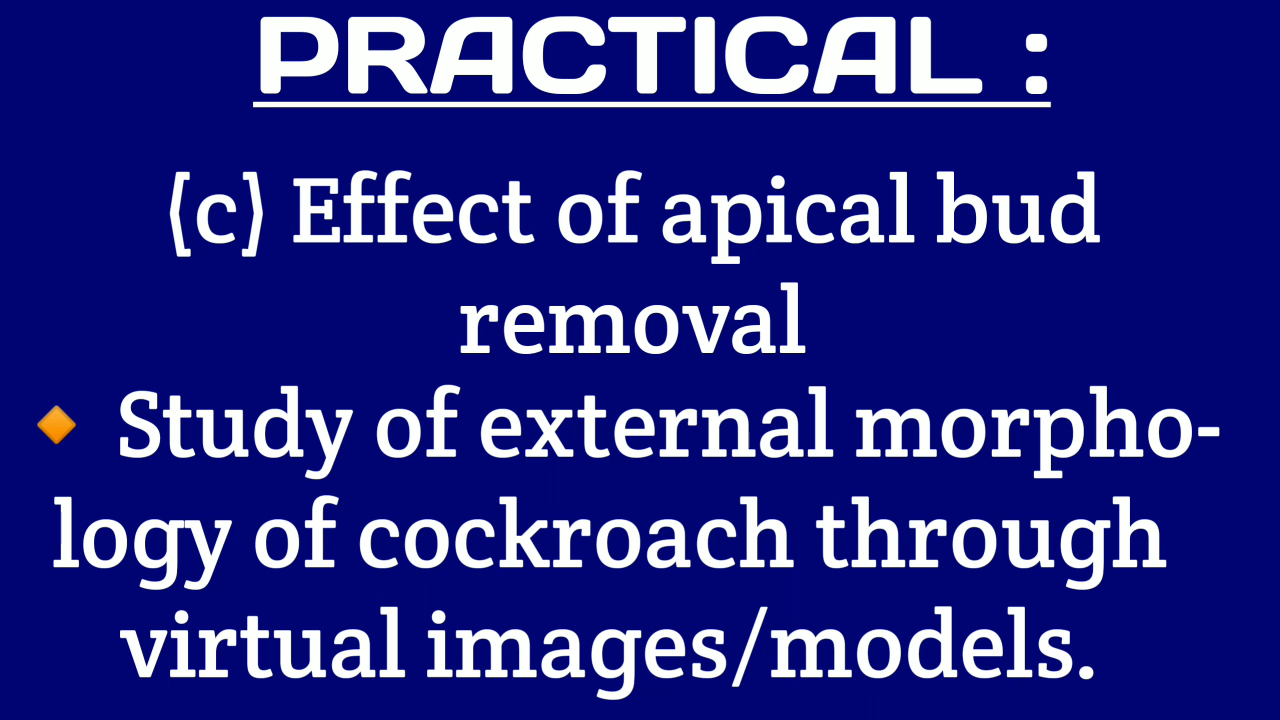 PRACTICAL :
(c) Effect of apical bud
removal
🔸 Study of external morpho-
logy of cockroach through
virtual images/models.